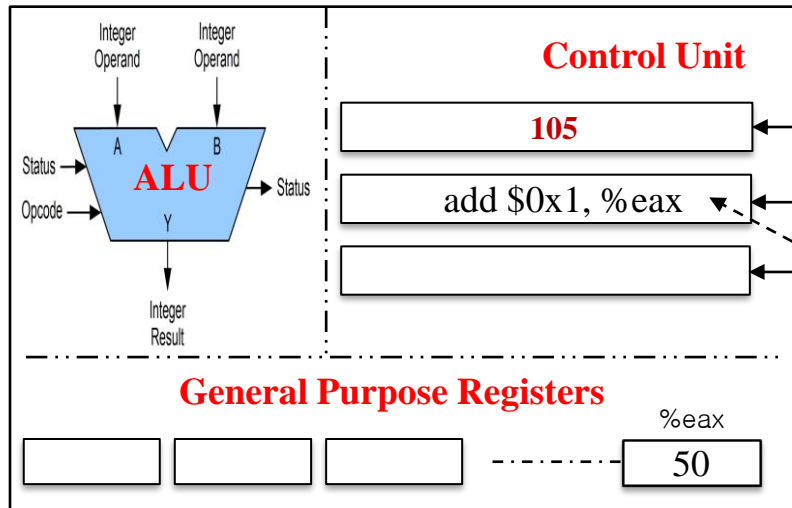 Integer
Operand
Integer
Operand
A
B
ALU
Status
Status
Opcode
Y
Integer
Result
Control Unit
105
add $0x1, %eax
General Purpose Registers
%eax
50